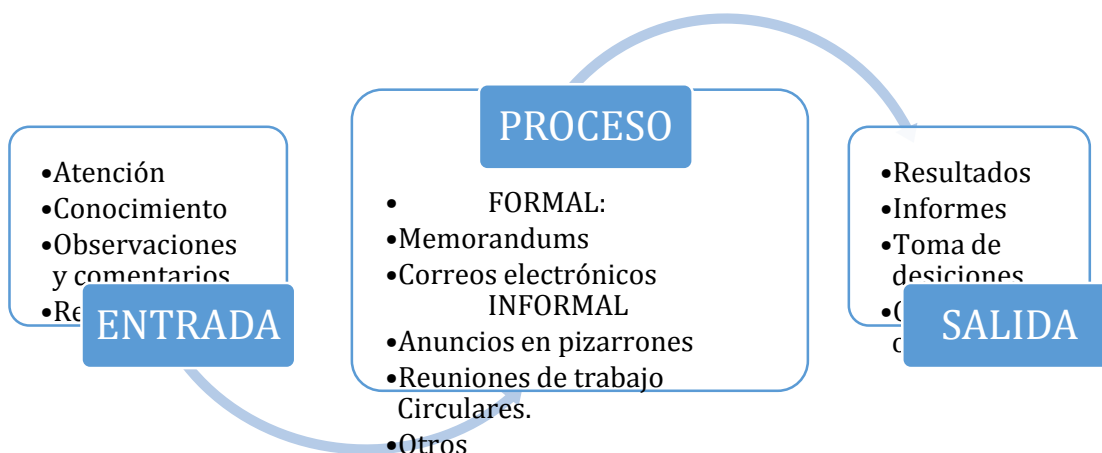 •Atención
•Conocimiento
•Observaciones
y comentarios
ENTRADA
PROCESO
• FORMAL:
•Memorandums
•Correos electrónicos
INFORMAL
•Anuncios en pizarrones
•Reuniones de trabajo
Circulares.
•Otros
•Resultados
•Informes
•Toma de
desiciones
SALIDA